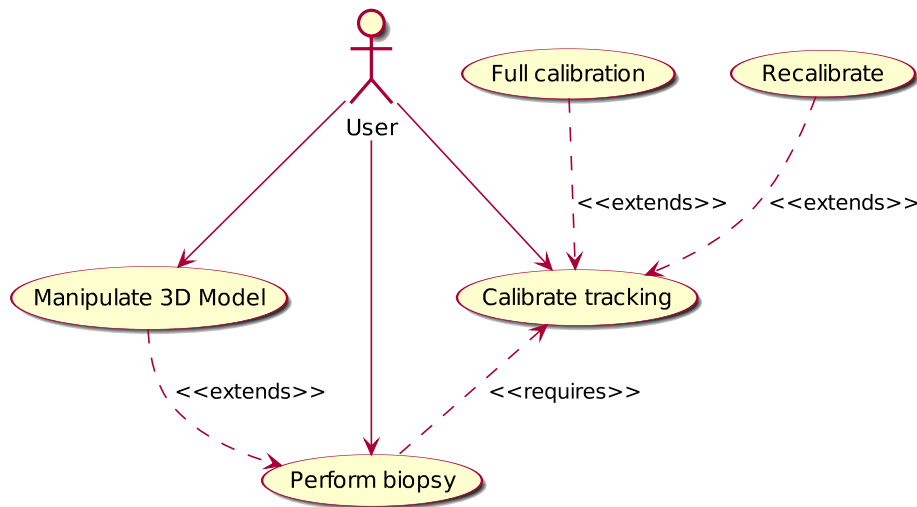 Full calibration
Recalibrate
User
<<extends>>
<<extends>>
Manipulate 3D Model
Calibrate tracking
<<extends>>
<<requires>>
Perform biopsy